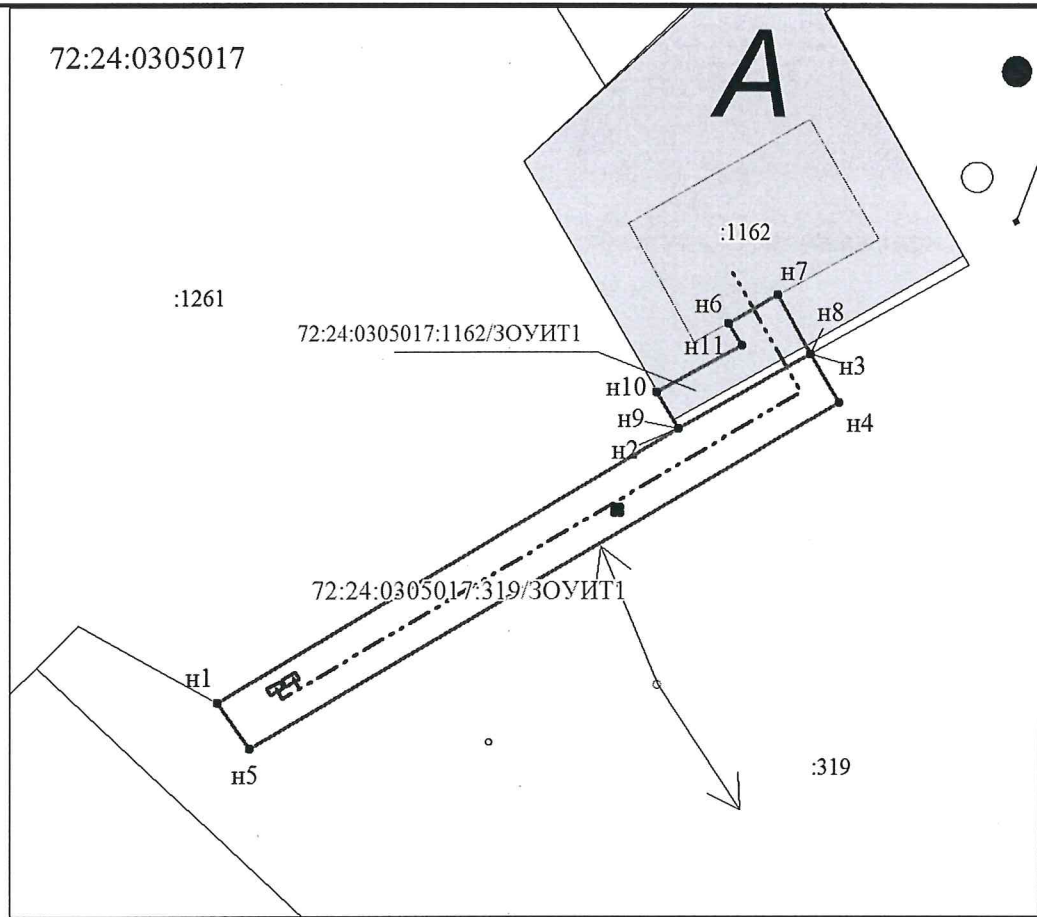 72:24:0305017
А
:1162
н7
:1261
н6
н8
72:24:0305017:1162/ЗОУИТ1
н11
н3
н10
н4
н9
н2
72:24:0305017:319/ЗОУИТ1
н1
:319
н5